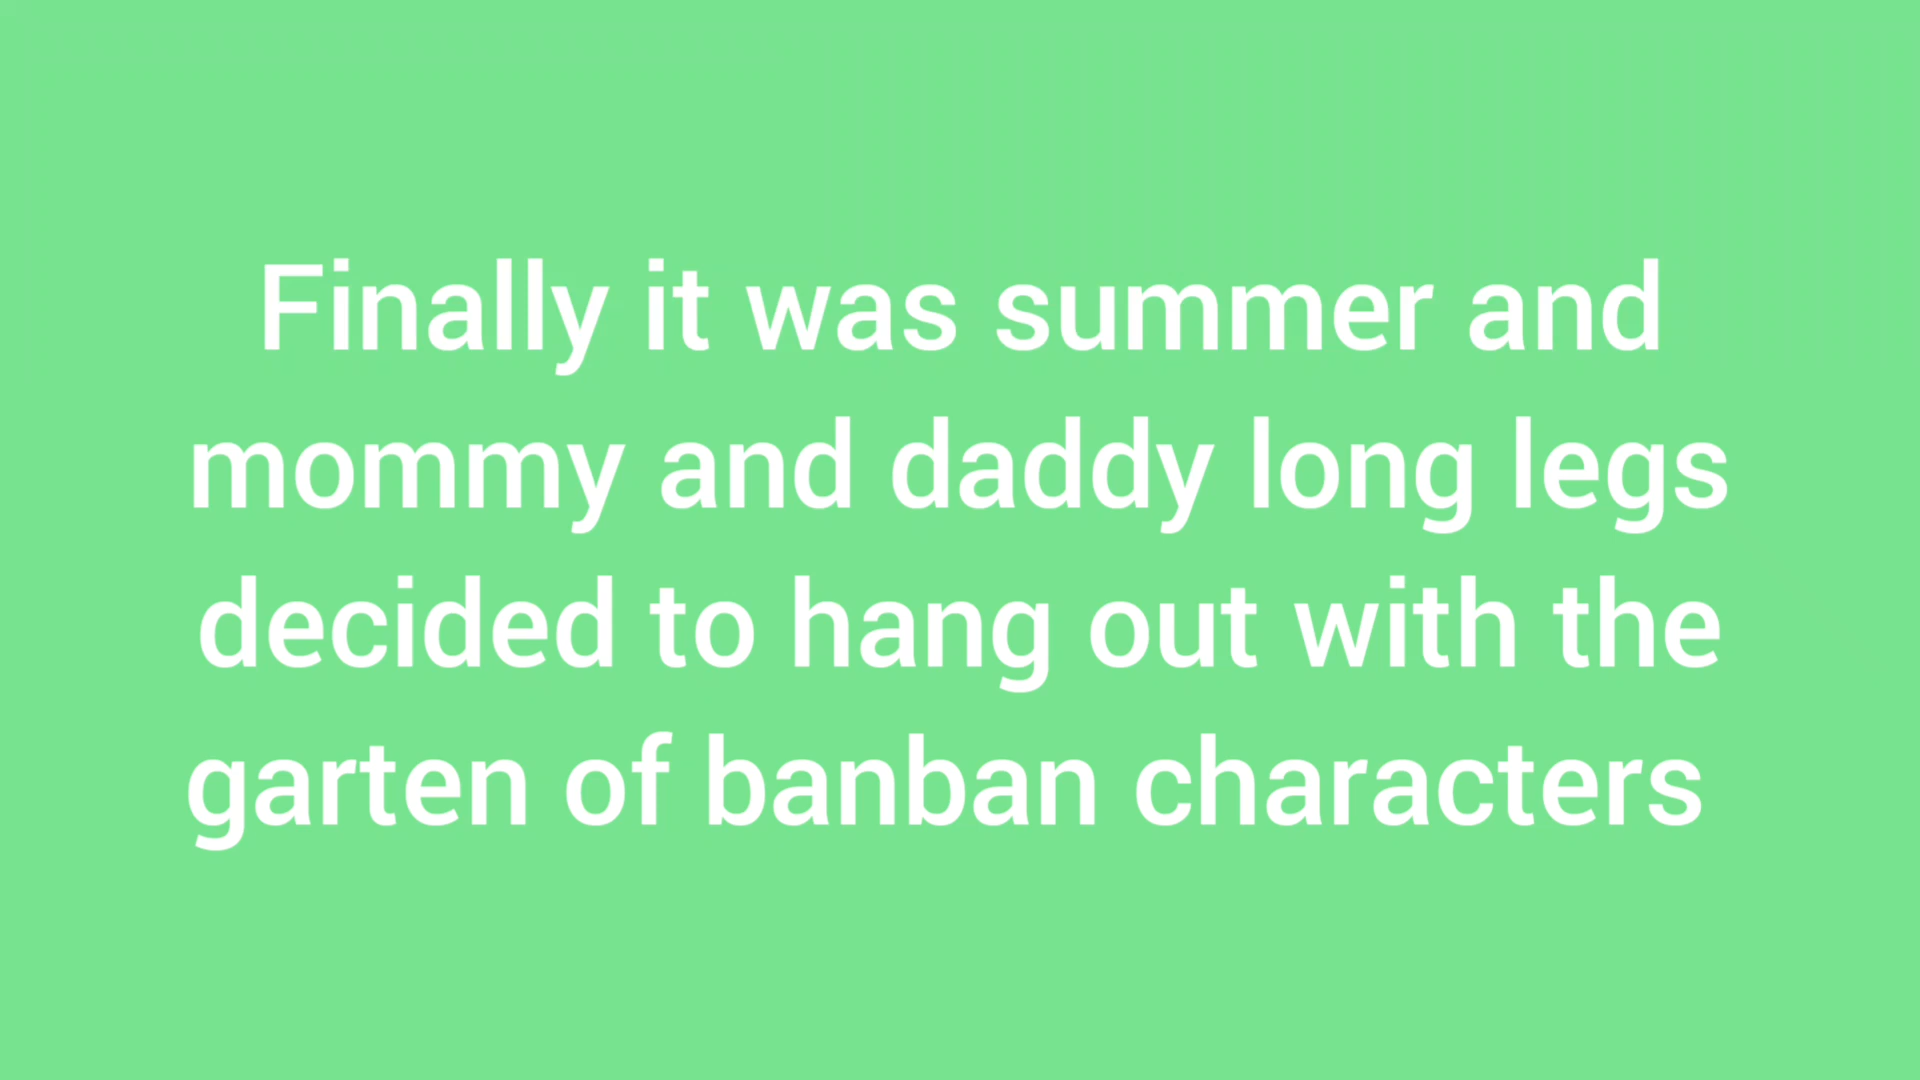 Finally it was summer and
mommy and daddy long legs
decided to hang out with the
garten of banban characters